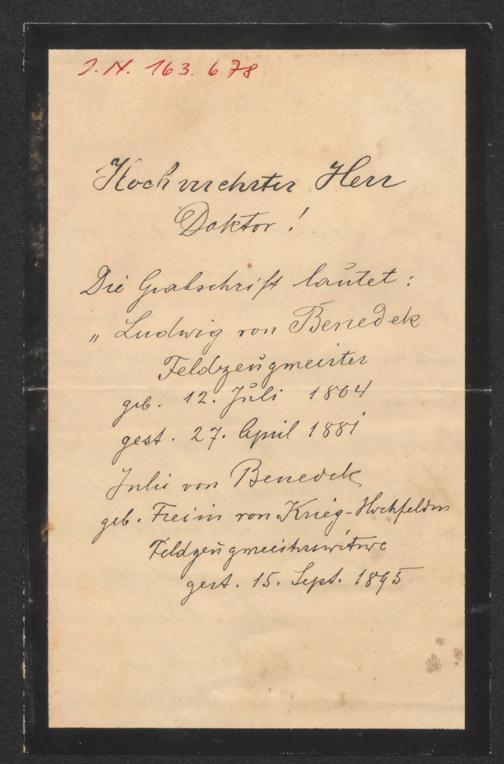 J.N. 163.678
Hochverehrter Herr
Doktor!
Die Grabschrift lautet:
„Ludwig von Benedek
Feldzeugmeister
geb. 12. Juli 1804
gest. 27. April 1881
Julie von Benedek
geb. Freiin von Krieg-Hochfelden
Feldzeugmeisterswitwe
gest. 15. Sept. 1895